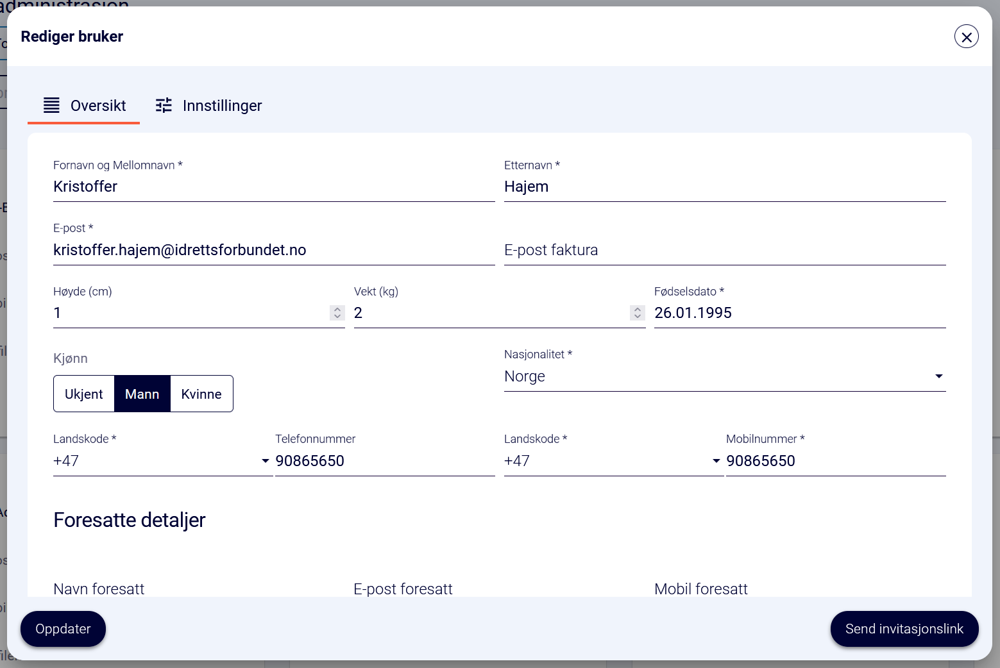 administrasjon
Rediger bruker
Oversikt Innstillinger
Fornavn og Mellomnavn * Etternavn *
Kristoffer Hajem
E-post *
kristoffer.hajem@idrettsforbundet.no E-post faktura
Høyde (cm) Vekt (kg) Fødselsdato *
1 2 26.01.1995
Kjønn Nasjonalitet *
Norge
Ukjent Mann Kvinne
Landskode * Telefonnummer Landskode * Mobilnummer *
+47 90865650 +47 90865650
Foresatte detaljer
Navn foresatt E-post foresatt Mobil foresatt
Oppdater Send invitasjonslink